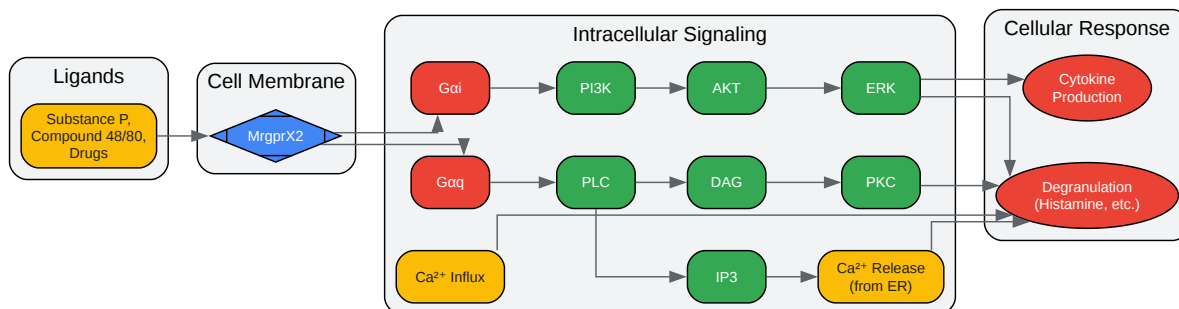 Ligands
Substance P,
Compound 48/80,
Drugs
Cell Membrane
MrgprX2
Intracellular Signaling
Gαi
PI3K
AKT
ERK
Gαq
PLC
DAG
PKC
Ca²⁺ Influx
IP3
Ca²⁺ Release
(from ER)
Cellular Response
Cytokine
Production
Degranulation
(Histamine, etc.)